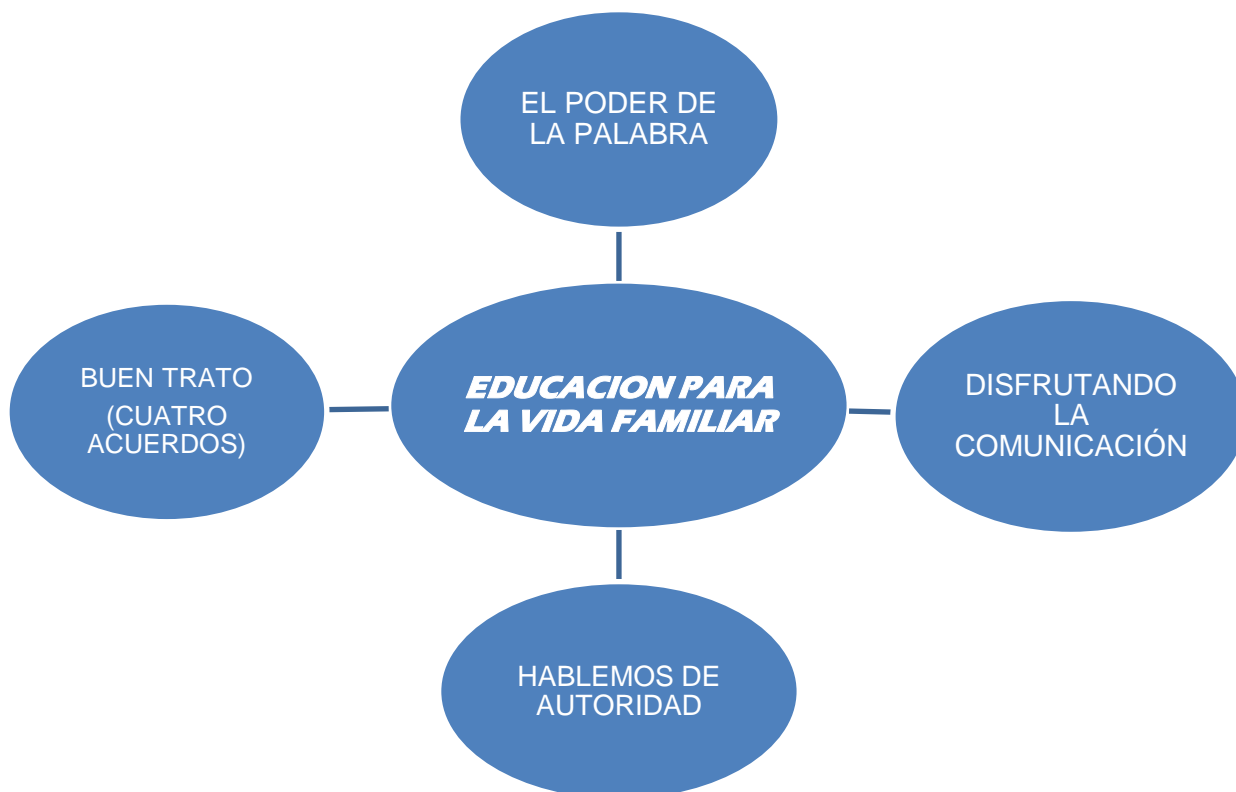 EL PODER DE
LA PALABRA
BUEN TRATO
(CUATRO
ACUERDOS)
EDUCACION PARA
LA VIDA FAMILIAR
DISFRUTANDO
LA
COMUNICACIÓN
HABLEMOS DE
AUTORIDAD